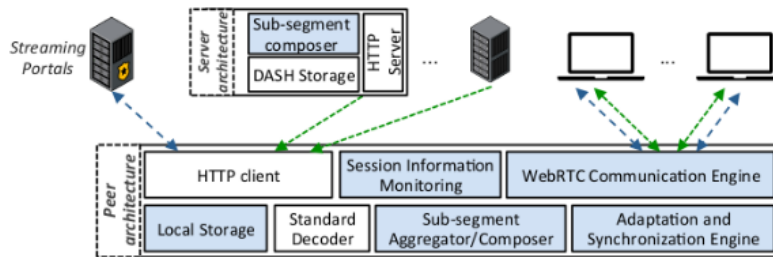 Streaming
Portals
Server
architecture
Sub-segment
composer
DASH Storage
HTTP
Server
...
...
Peer
architecture
HTTP client
Session Information
Monitoring
WebRTC Communication Engine
Local Storage
Standard
Decoder
Sub-segment
Aggregator/Composer
Adaptation and
Synchronization Engine